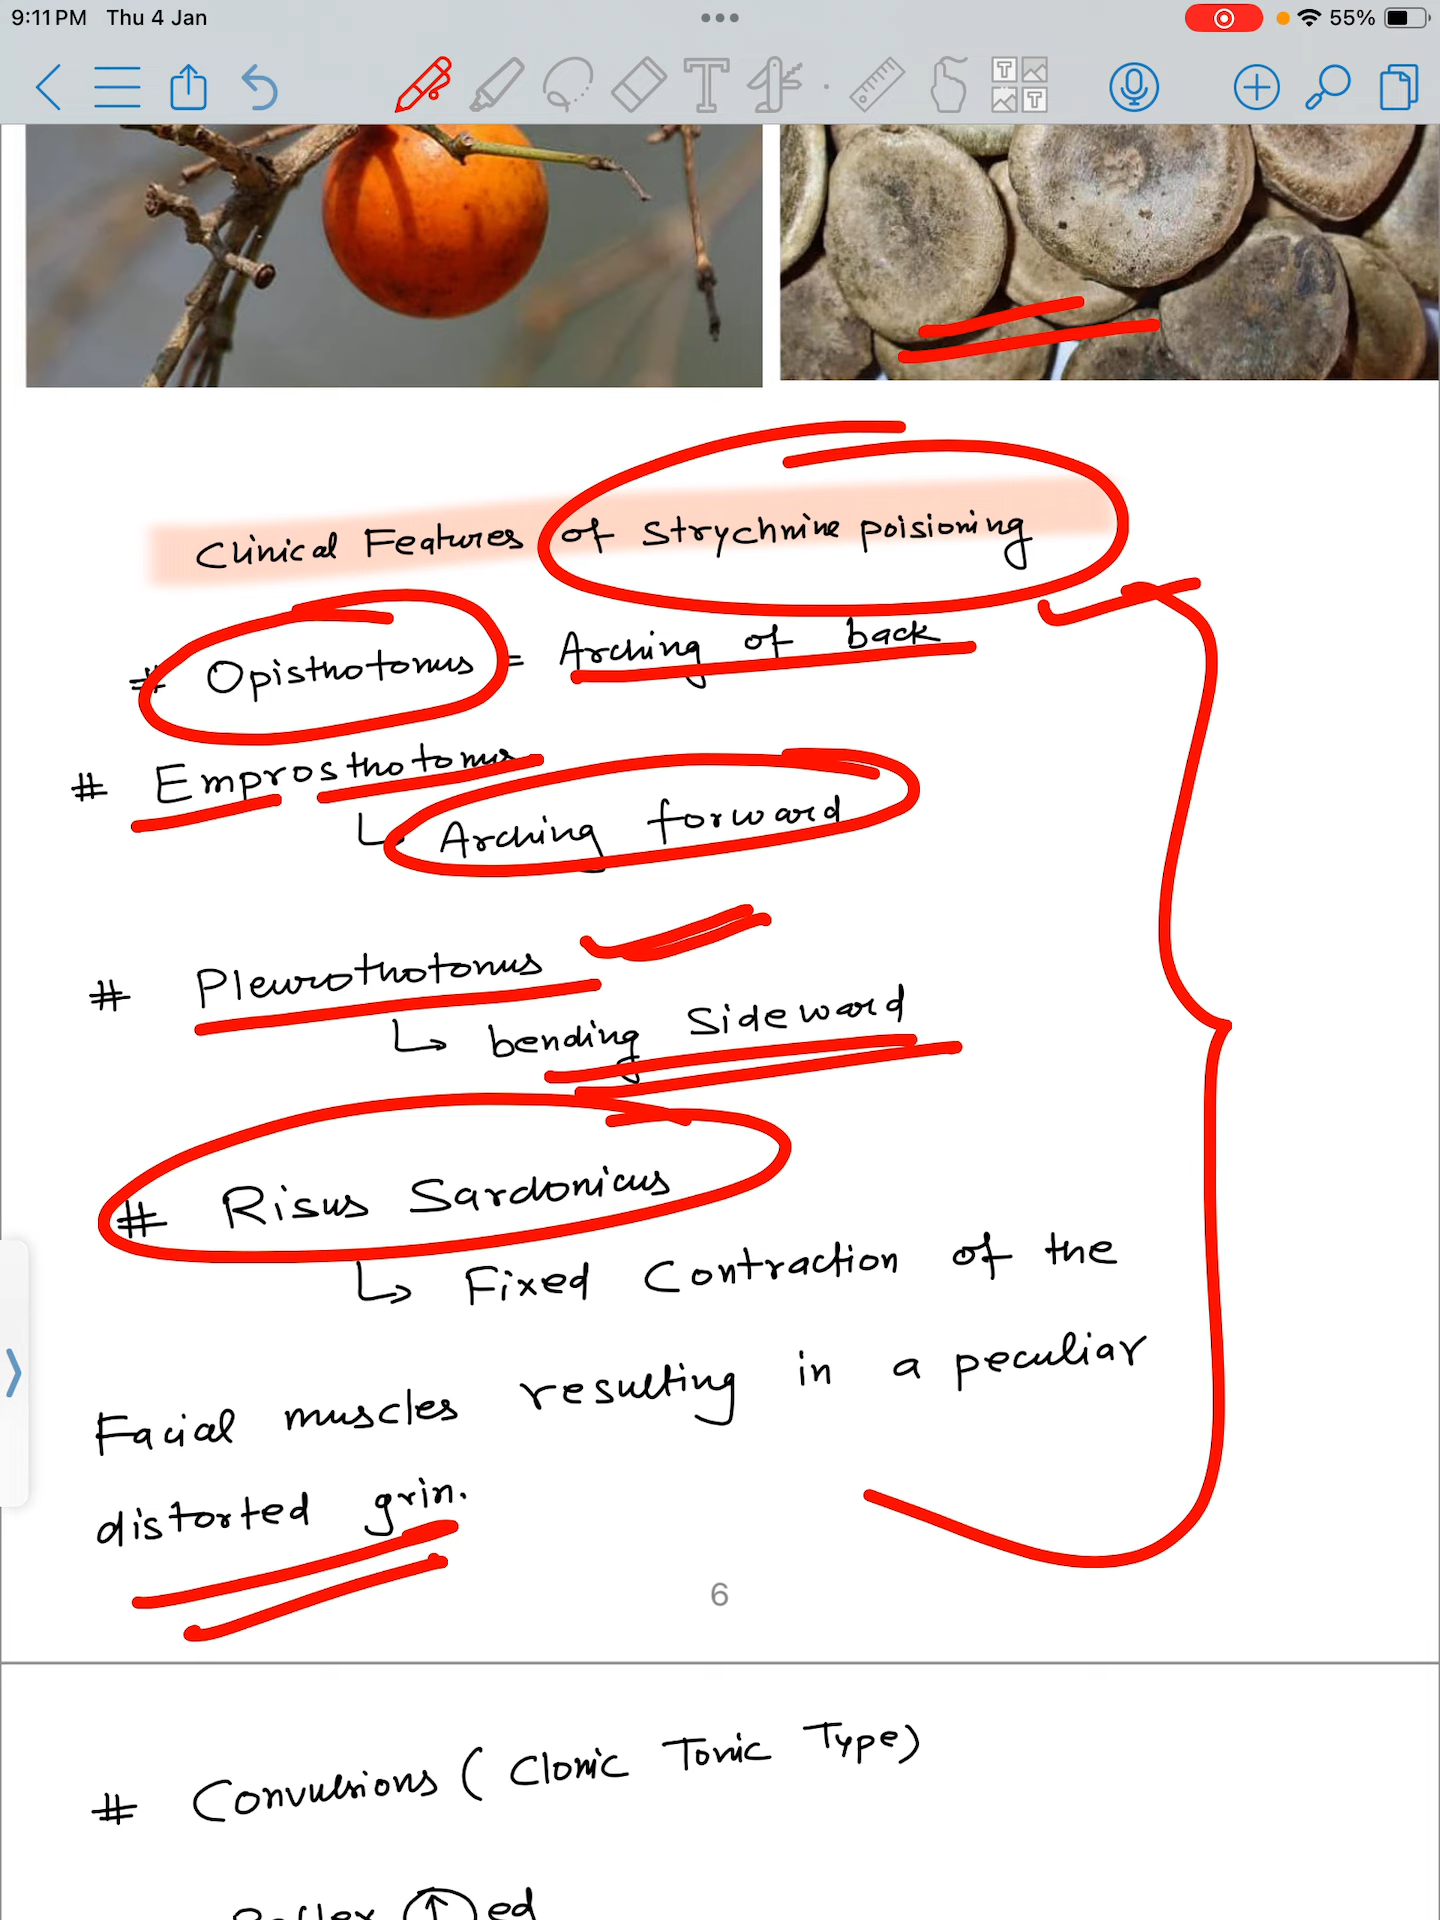 9:11 PM Thu 4 Jan
55%
Clinical Features of Strychnine poisioning
# Opisthotonus = Arching of back
# Emprosthotonus
↳ Arching forward
# Pleurothotonus
↳ bending Sideward
# Risus Sardonicus
↳ Fixed Contraction of the
Facial muscles resulting in a peculiar
distorted grin.
6
# Convulsions ( Clonic Tonic Type)
Reflex ↑ ed